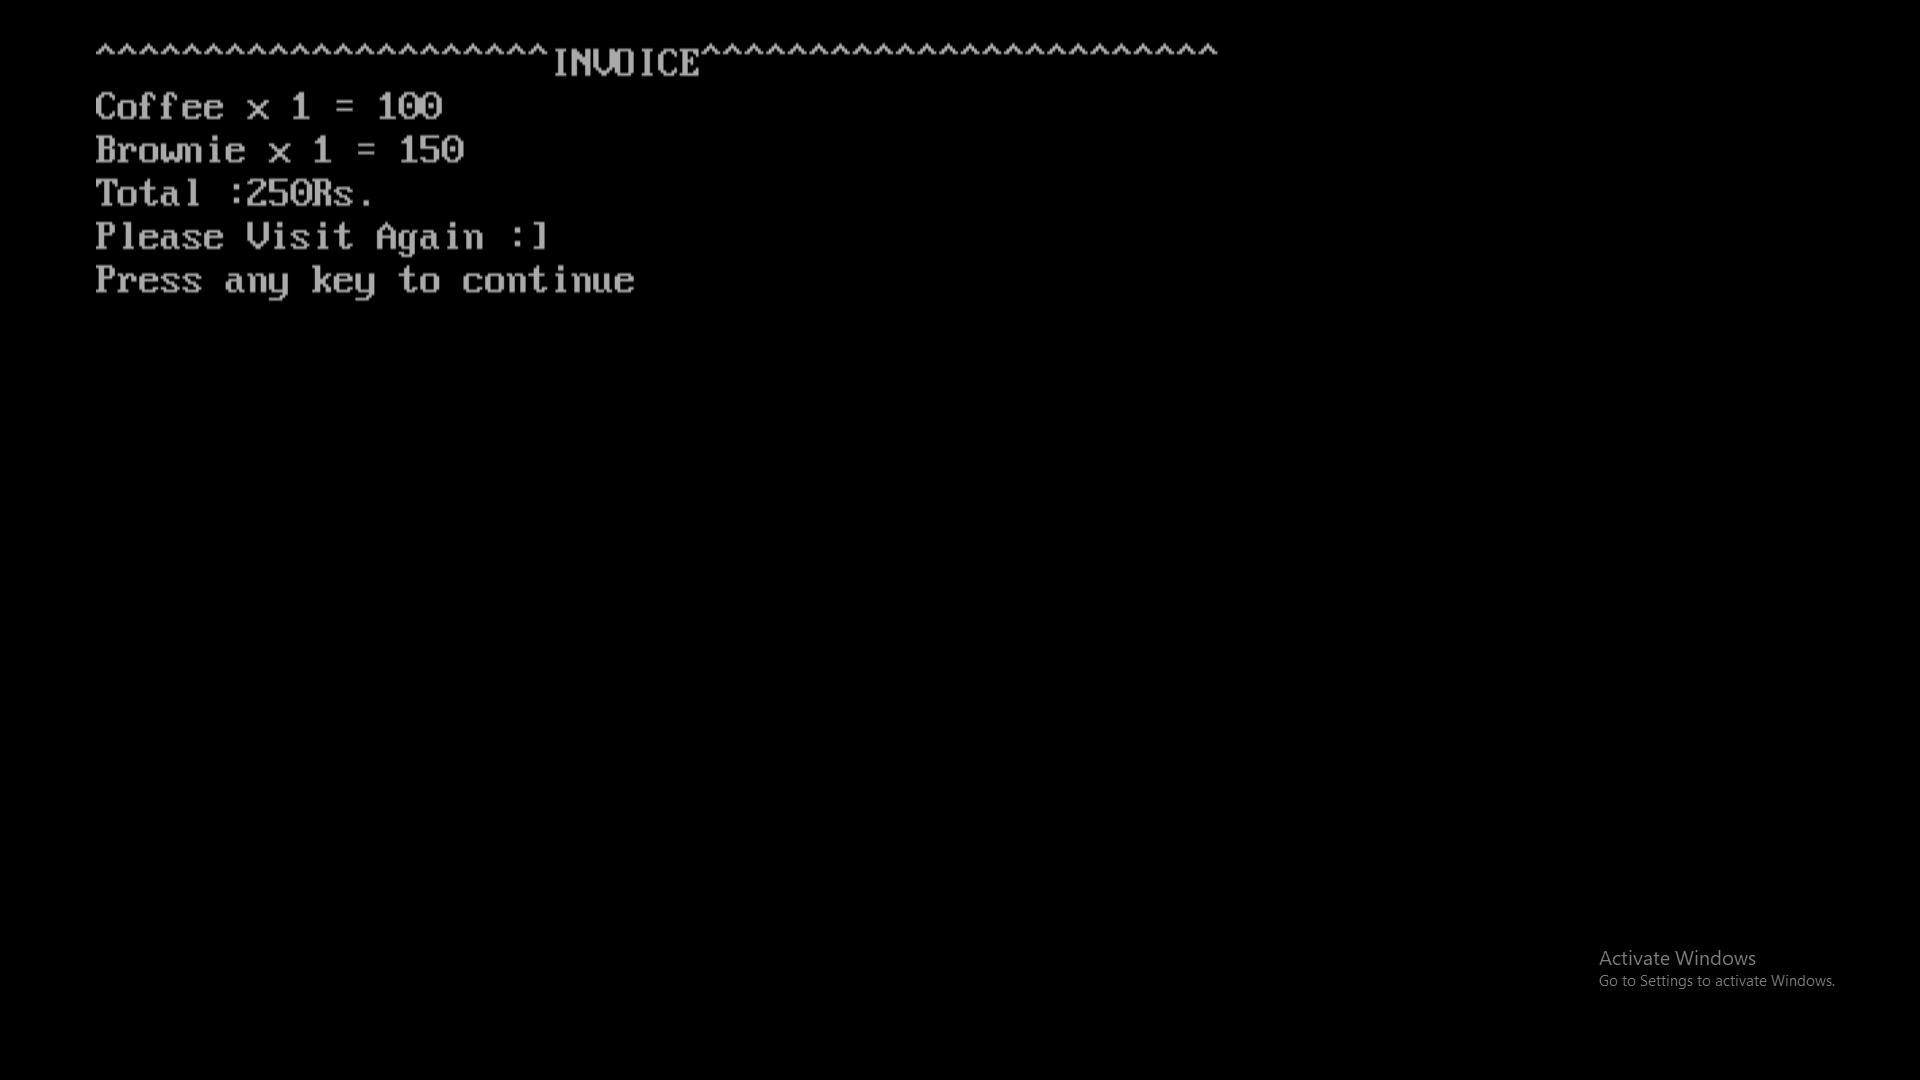 ^^^^^^^^^^^^^^^^^^^^^INVOICE^^^^^^^^^^^^^^^^^^^^^^^^
Coffee x 1 = 100
Brownie x 1 = 150
Total :250Rs.
Please Visit Again :]
Press any key to continue
Activate Windows
Go to Settings to activate Windows.